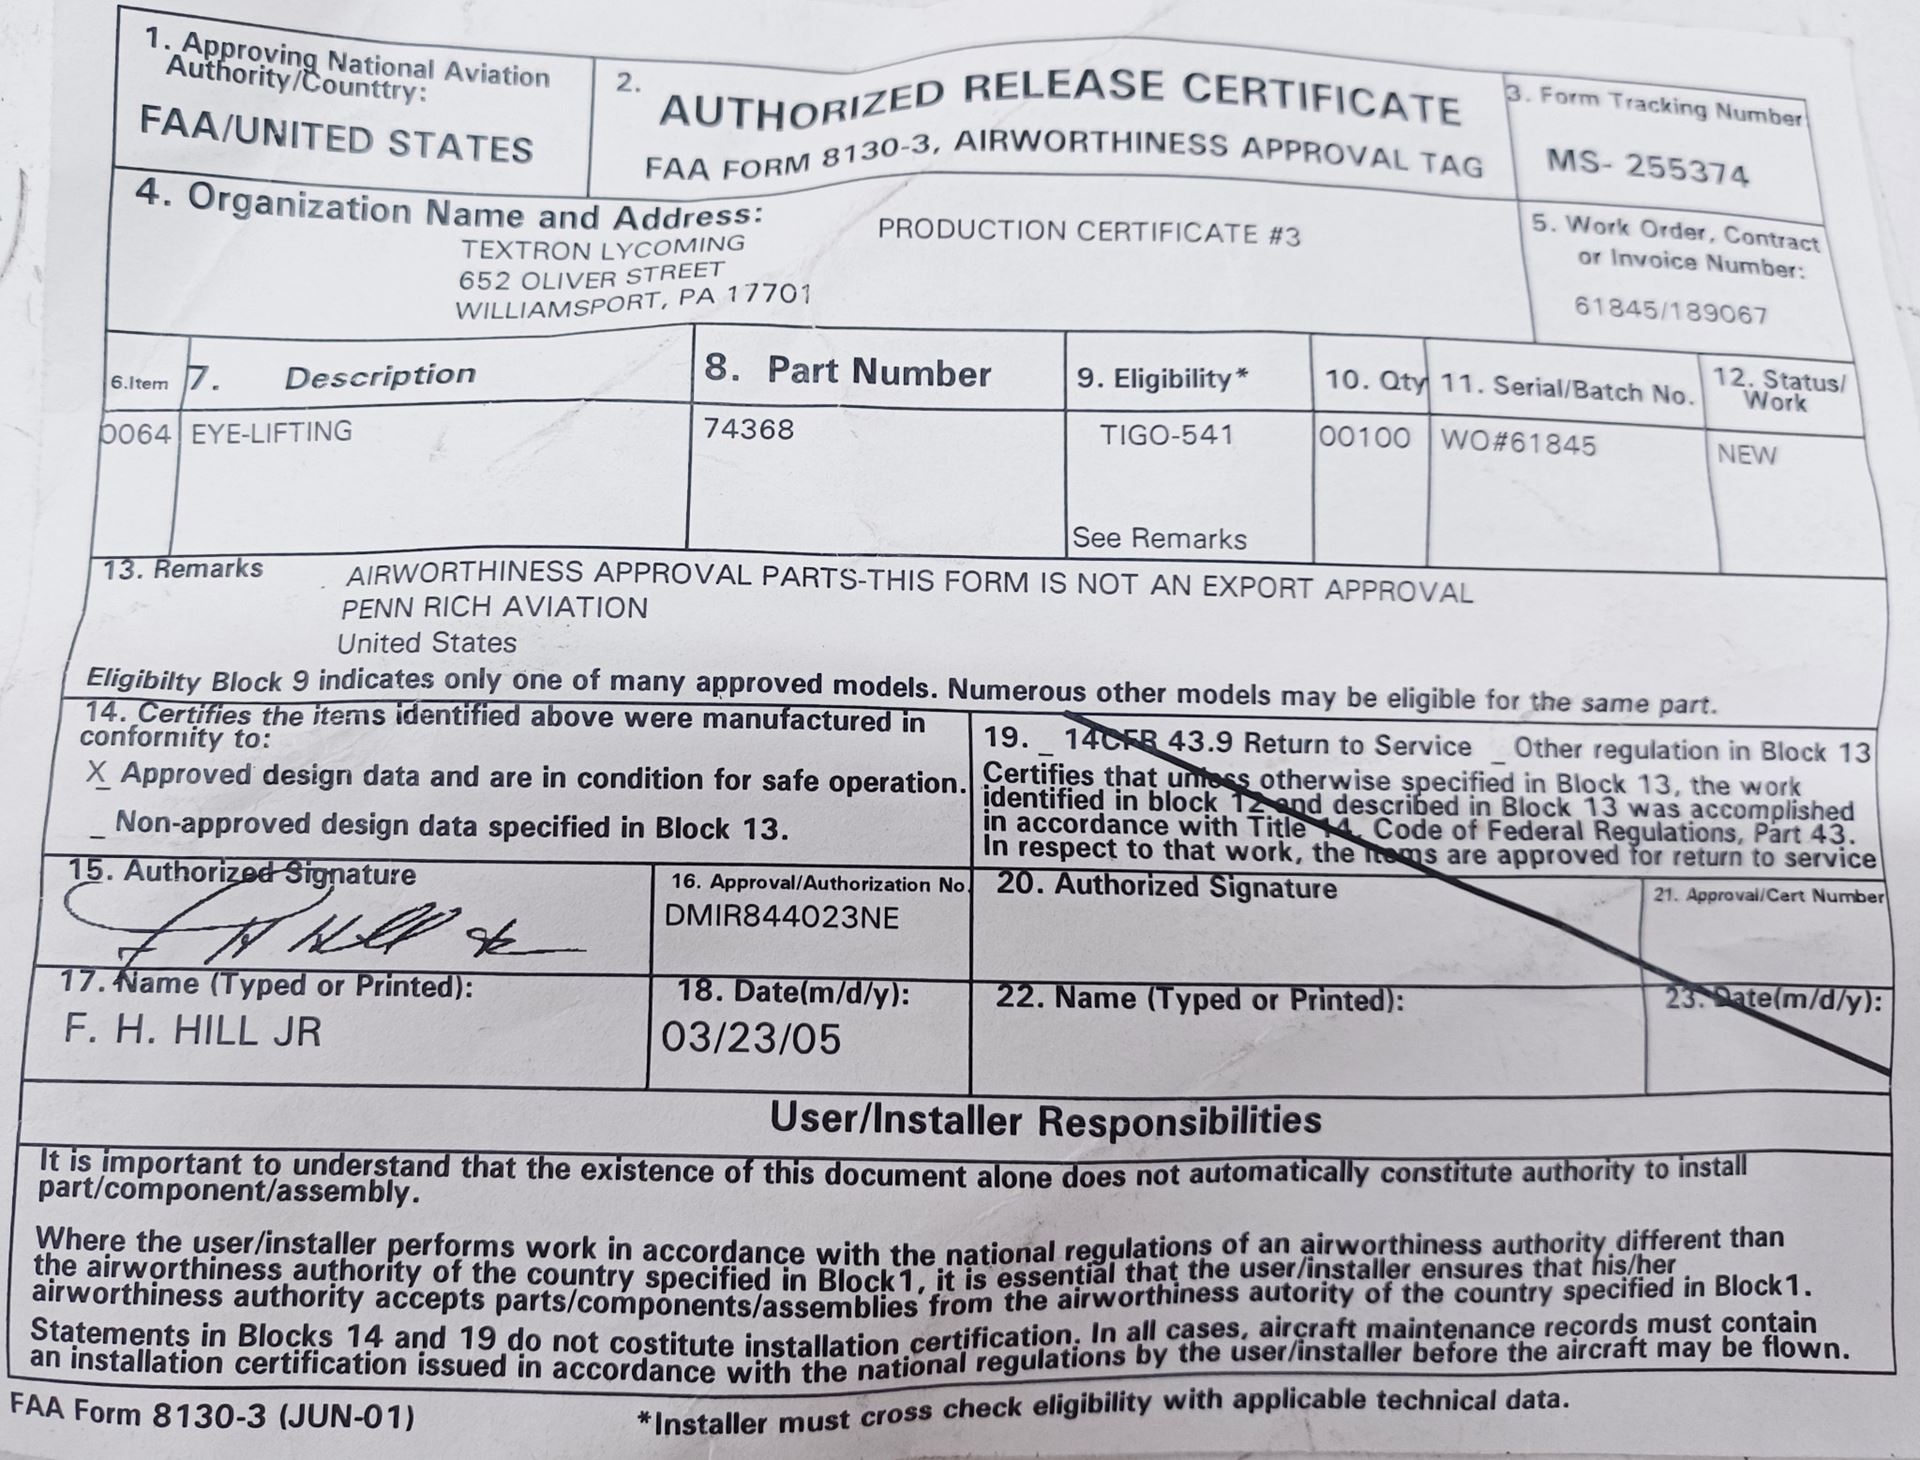 1. Approving National Aviation
Authority/Counttry:
FAA/UNITED STATES
2.
AUTHORIZED RELEASE CERTIFICATE
FAA FORM 8130-3, AIRWORTHINESS APPROVAL TAG
3. Form Tracking Number
MS- 255374
4. Organization Name and Address:
TEXTRON LYCOMING
652 OLIVER STREET
WILLIAMSPORT, PA 17701
PRODUCTION CERTIFICATE #3
5. Work Order, Contract
or Invoice Number:
61845/189067
6.Item
7. Description
8. Part Number
9. Eligibility*
10. Qty
11. Serial/Batch No.
12. Status/
Work
0064
EYE-LIFTING
74368
TIGO-541
00100
WO#61845
NEW
See Remarks
13. Remarks
AIRWORTHINESS APPROVAL PARTS-THIS FORM IS NOT AN EXPORT APPROVAL
PENN RICH AVIATION
United States
Eligibilty Block 9 indicates only one of many approved models. Numerous other models may be eligible for the same part.
14. Certifies the items identified above were manufactured in
conformity to:
X Approved design data and are in condition for safe operation.
_ Non-approved design data specified in Block 13.
19. _ 14CFR 43.9 Return to Service _ Other regulation in Block 13
Certifies that unless otherwise specified in Block 13, the work
identified in block 12 and described in Block 13 was accomplished
in accordance with Title 14, Code of Federal Regulations, Part 43.
In respect to that work, the items are approved for return to service
15. Authorized Signature
F H Hill Jr
16. Approval/Authorization No
DMIR844023NE
20. Authorized Signature
21. Approval/Cert Number
17. Name (Typed or Printed):
F. H. HILL JR
18. Date(m/d/y):
03/23/05
22. Name (Typed or Printed):
23. Date(m/d/y):
User/Installer Responsibilities
It is important to understand that the existence of this document alone does not automatically constitute authority to install
part/component/assembly.
Where the user/installer performs work in accordance with the national regulations of an airworthiness authority different than
the airworthiness authority of the country specified in Block1, it is essential that the user/installer ensures that his/her
airworthiness authority accepts parts/components/assemblies from the airworthiness autority of the country specified in Block1.
Statements in Blocks 14 and 19 do not costitute installation certification. In all cases, aircraft maintenance records must contain
an installation certification issued in accordance with the national regulations by the user/installer before the aircraft may be flown.
FAA Form 8130-3 (JUN-01)
*Installer must cross check eligibility with applicable technical data.